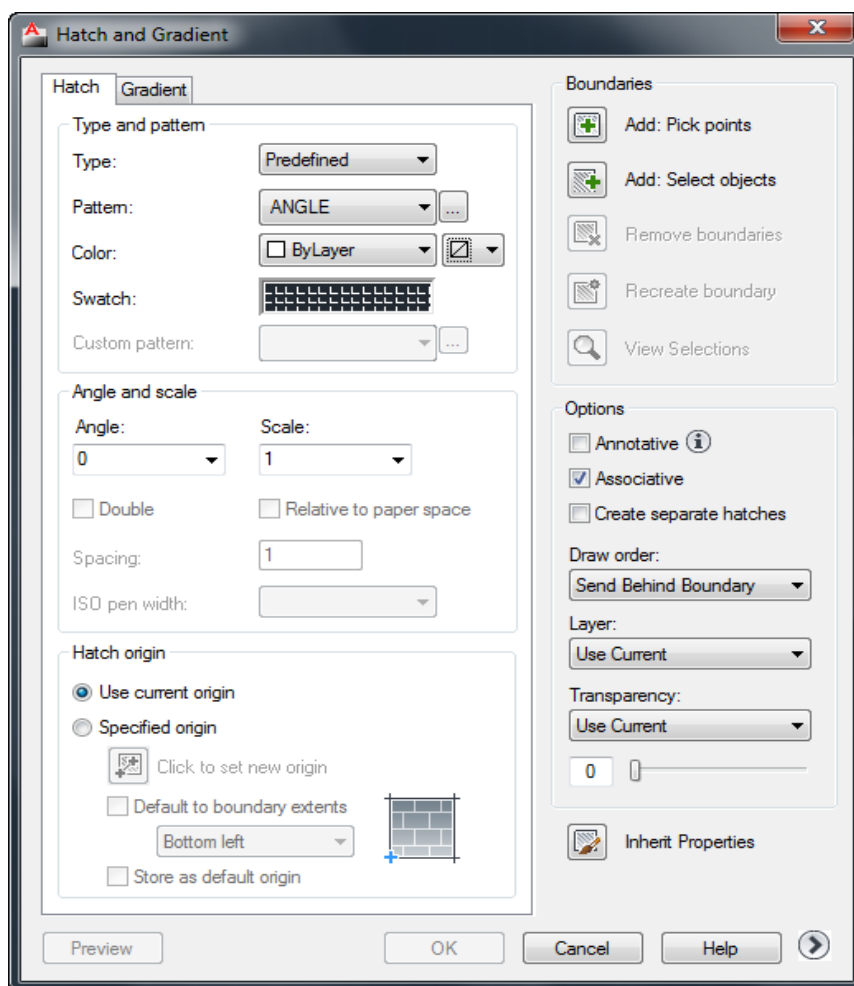 Hatch and Gradient
Hatch
Gradient
Type and pattern
Type:
Predefined
Pattern:
ANGLE
...
Color:
ByLayer
Swatch:
Custom pattern:
...
Angle and scale
Angle:
Scale:
0
1
Double
Relative to paper space
Spacing:
1
ISO pen width:
Hatch origin
Use current origin
Specified origin
Click to set new origin
Default to boundary extents
Bottom left
Store as default origin
Boundaries
Add: Pick points
Add: Select objects
Remove boundaries
Recreate boundary
View Selections
Options
Annotative
Associative
Create separate hatches
Draw order:
Send Behind Boundary
Layer:
Use Current
Transparency:
Use Current
0
Inherit Properties
Preview
OK
Cancel
Help